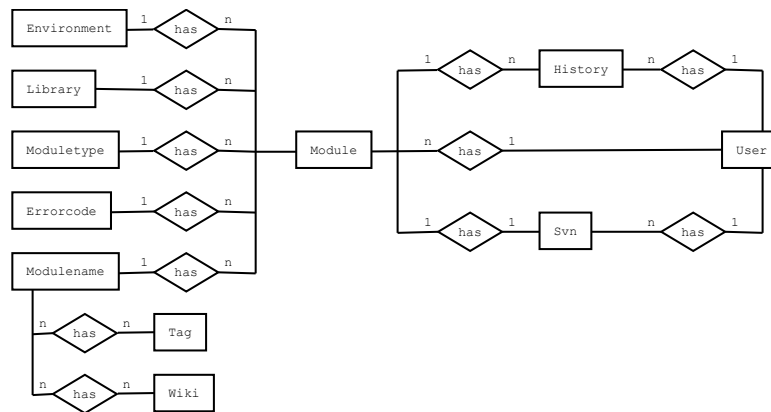 Environment 1 has n
Library 1 has n
Moduletype 1 has n
Errorcode 1 has n
Modulename 1 has n
n has n Tag
n has n Wiki
Module
1 has n History n has 1
n has 1 User
1 has 1 Svn n has 1